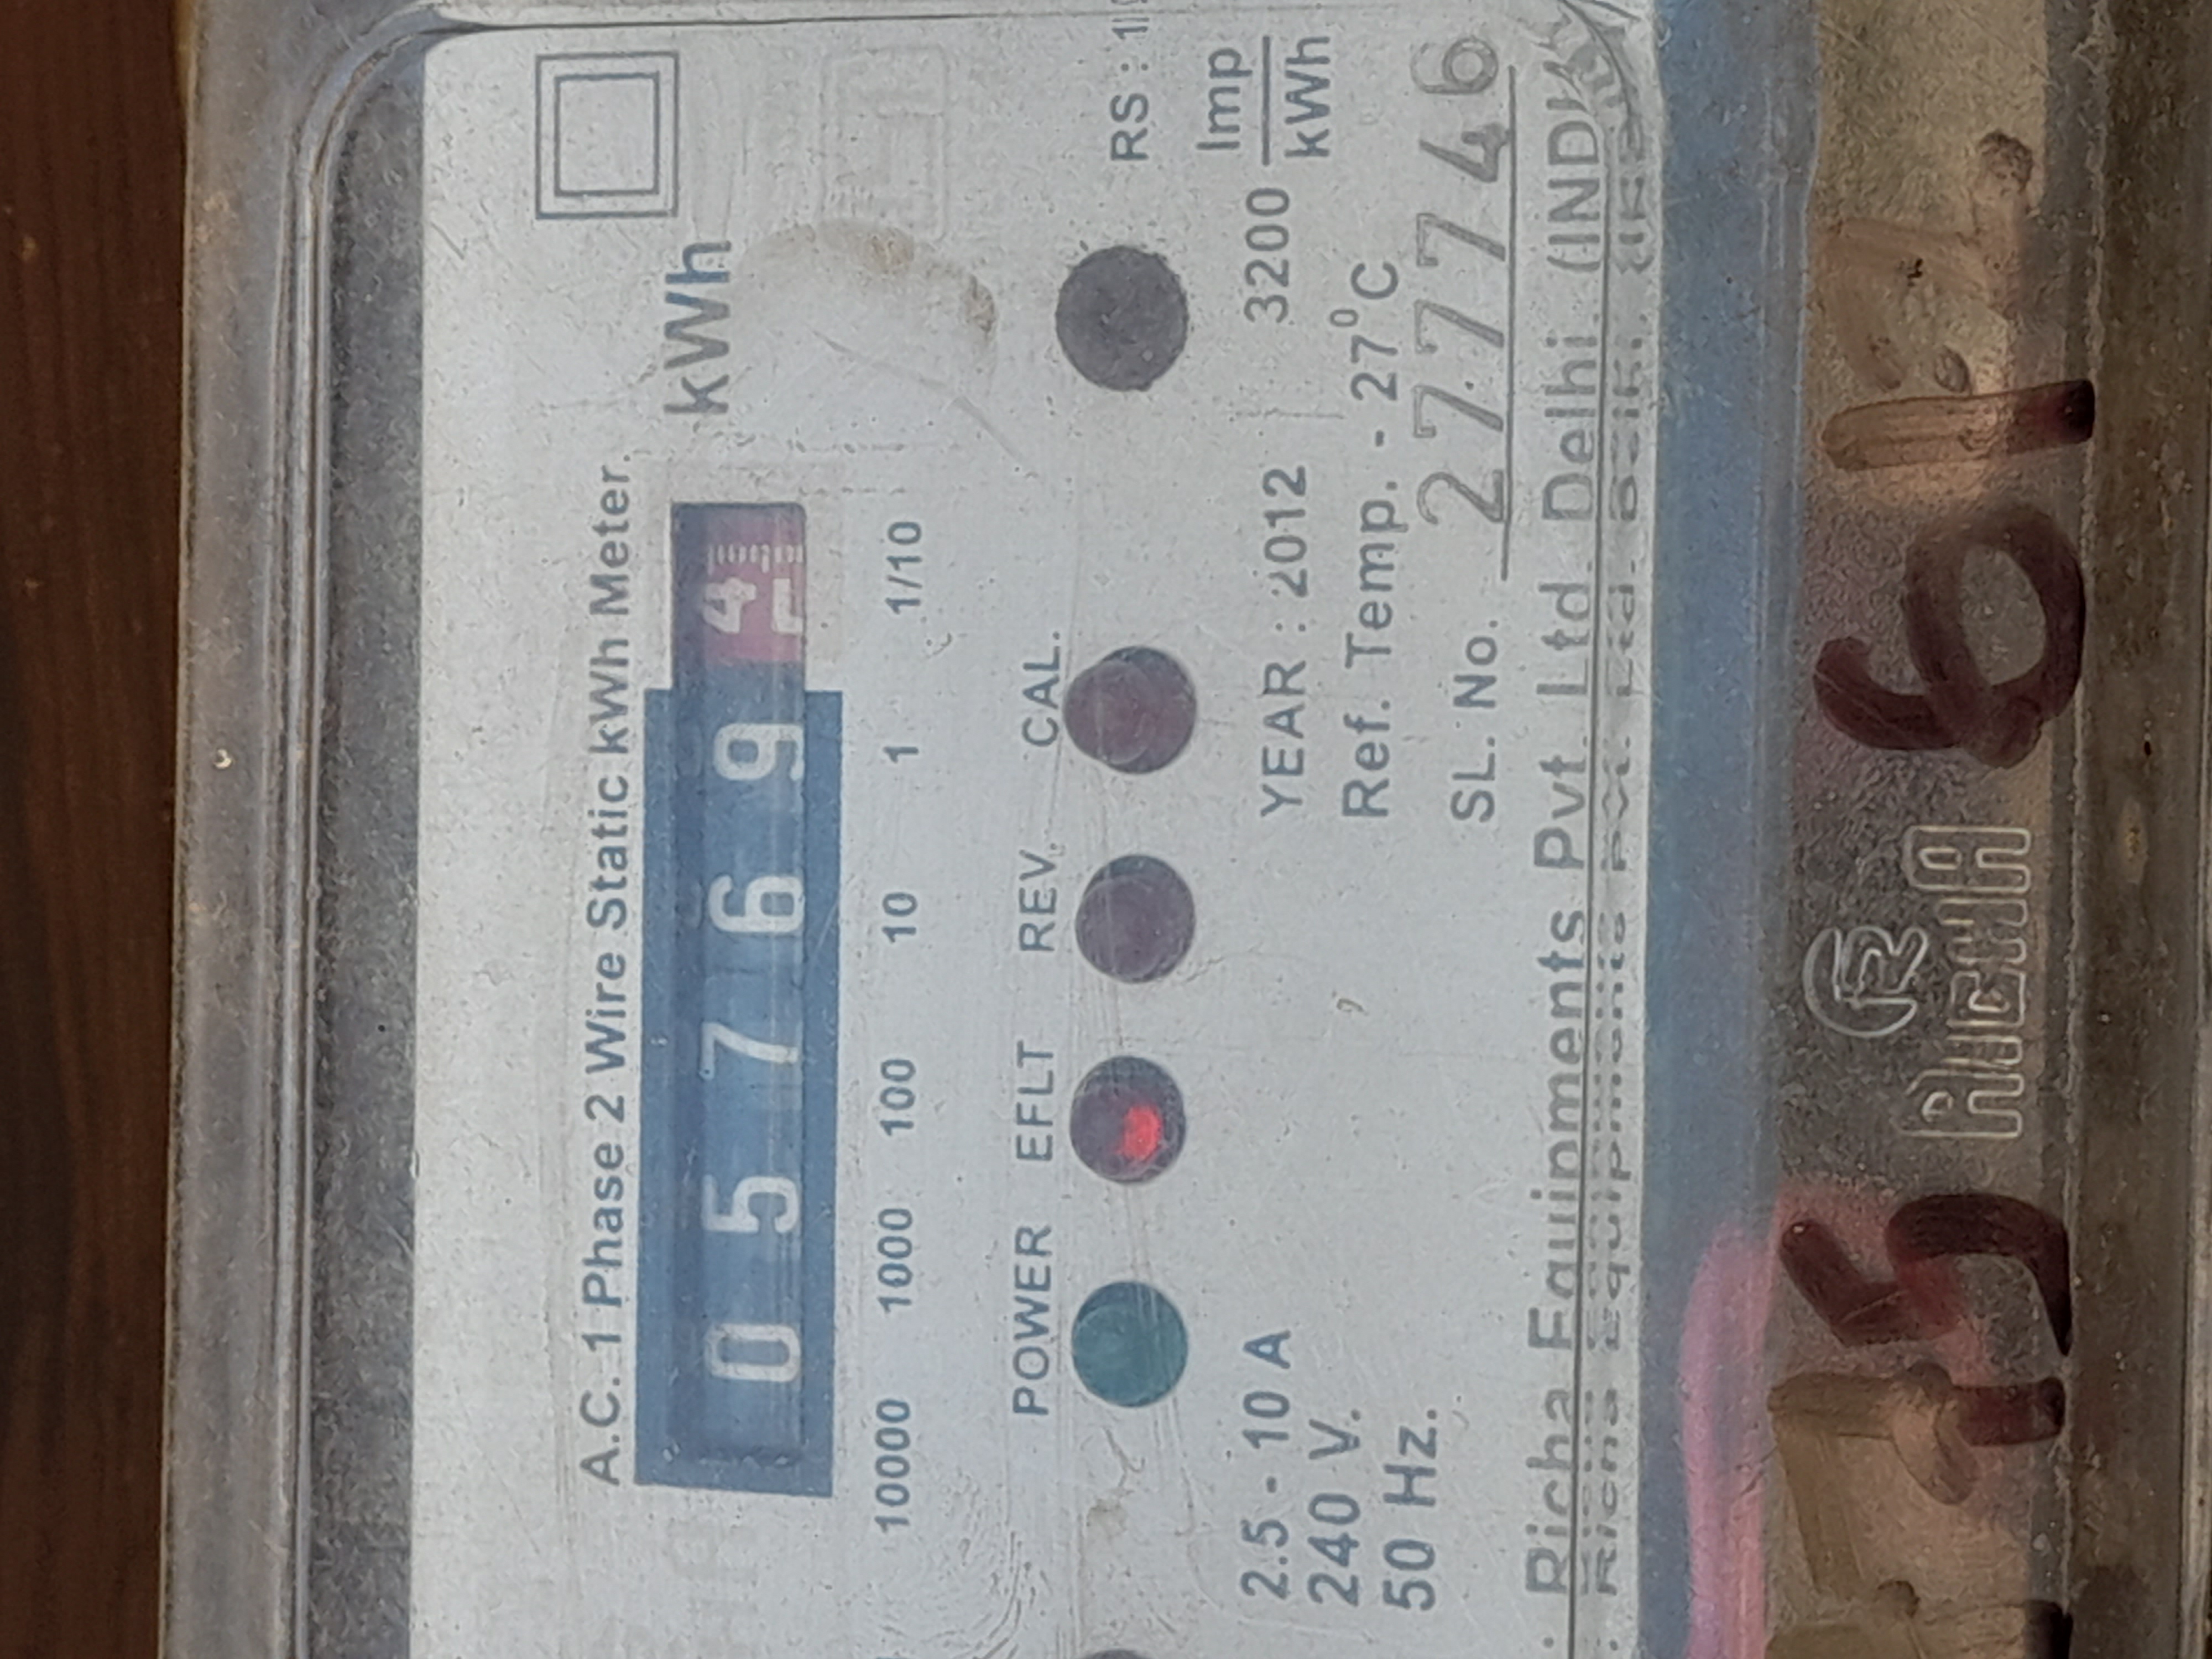 A.C. 1 Phase 2 Wire Static kWh Meter.
0 5 7 6 9 4 kWh
10000 1000 100 10 1 1/10
POWER EFLT REV. CAL.
RS :
2.5 - 10 A
240 V.
50 Hz.
YEAR : 2012 3200 Imp/kWh
Ref. Temp. - 27°C
SL. No. 277746
Richa Equipments Pvt. Ltd. Delhi. (INDIA)
RICHA